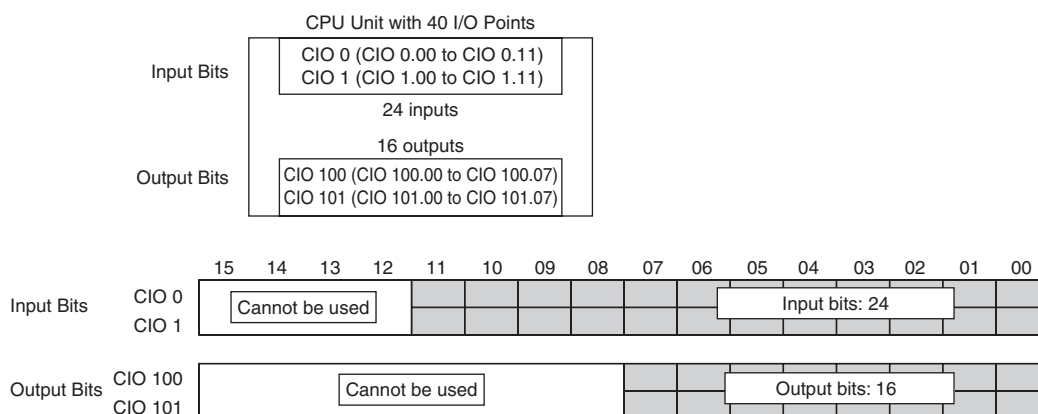 CPU Unit with 40 I/O Points
Input Bits
CIO 0 (CIO 0.00 to CIO 0.11)
CIO 1 (CIO 1.00 to CIO 1.11)
24 inputs
16 outputs
Output Bits
CIO 100 (CIO 100.00 to CIO 100.07)
CIO 101 (CIO 101.00 to CIO 101.07)
15 14 13 12 11 10 09 08 07 06 05 04 03 02 01 00
Input Bits
CIO 0
CIO 1
Cannot be used
Input bits: 24
Output Bits
CIO 100
CIO 101
Cannot be used
Output bits: 16